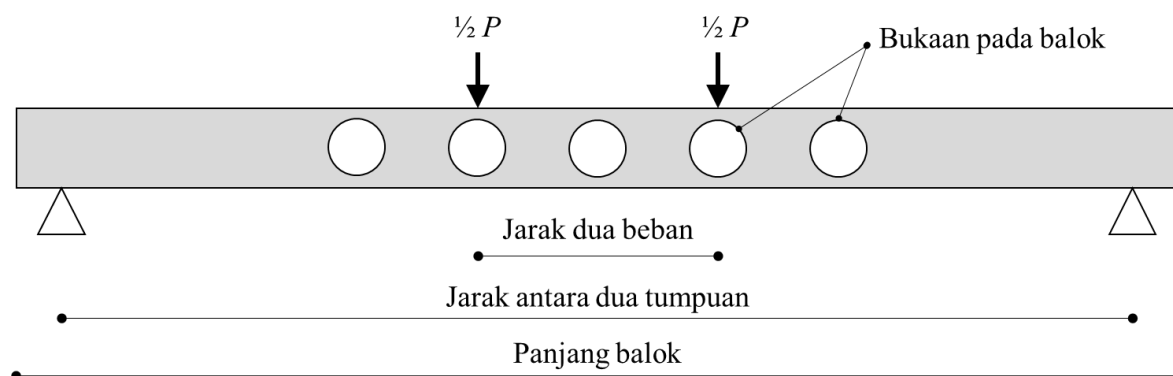 ½ P
½ P
Bukaan pada balok
Jarak dua beban
Jarak antara dua tumpuan
Panjang balok